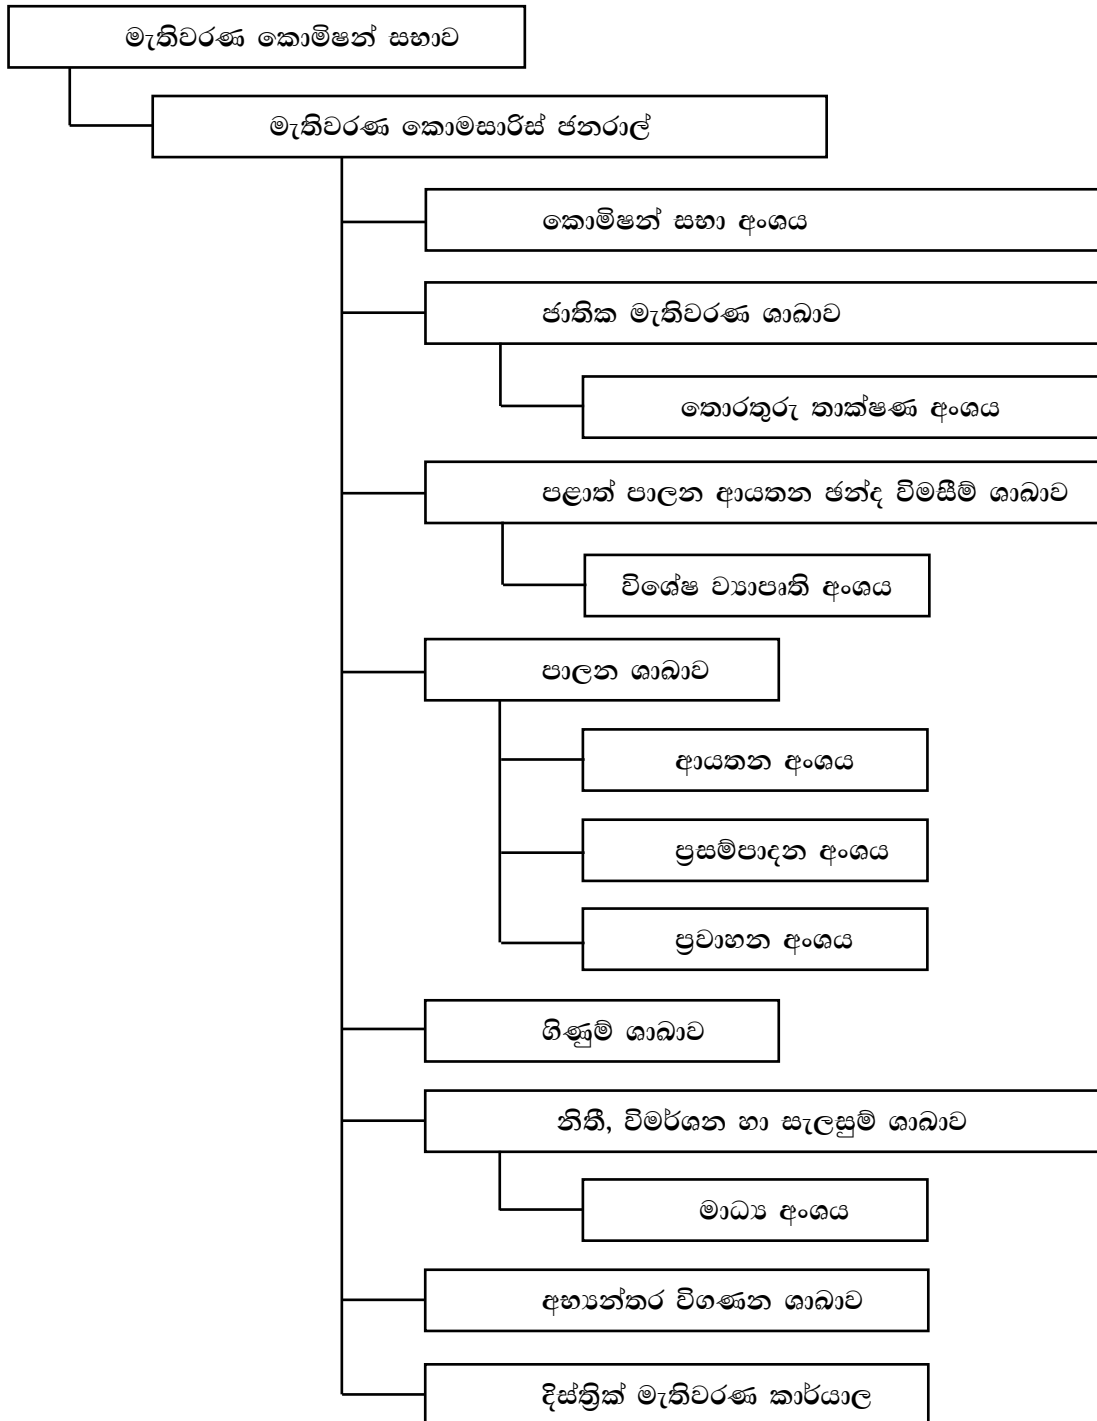 මැතිවරණ කොමිෂන් සභාව
මැතිවරණ කොමසාරිස් ජනරාල්
කොමිෂන් සභා අංශය
ජාතික මැතිවරණ ශාඛාව
තොරතුරු තාක්ෂණ අංශය
පළාත් පාලන ආයතන ඡන්ද විමසීම් ශාඛාව
විශේෂ ව්‍යාපෘති අංශය
පාලන ශාඛාව
ආයතන අංශය
ප්‍රසම්පාදන අංශය
ප්‍රවාහන අංශය
ගිණුම් ශාඛාව
නිතී, විමර්ශන හා සැලසුම් ශාඛාව
මාධ්‍ය අංශය
අභ්‍යන්තර විගණන ශාඛාව
දිස්ත්‍රික් මැතිවරණ කාර්යාල